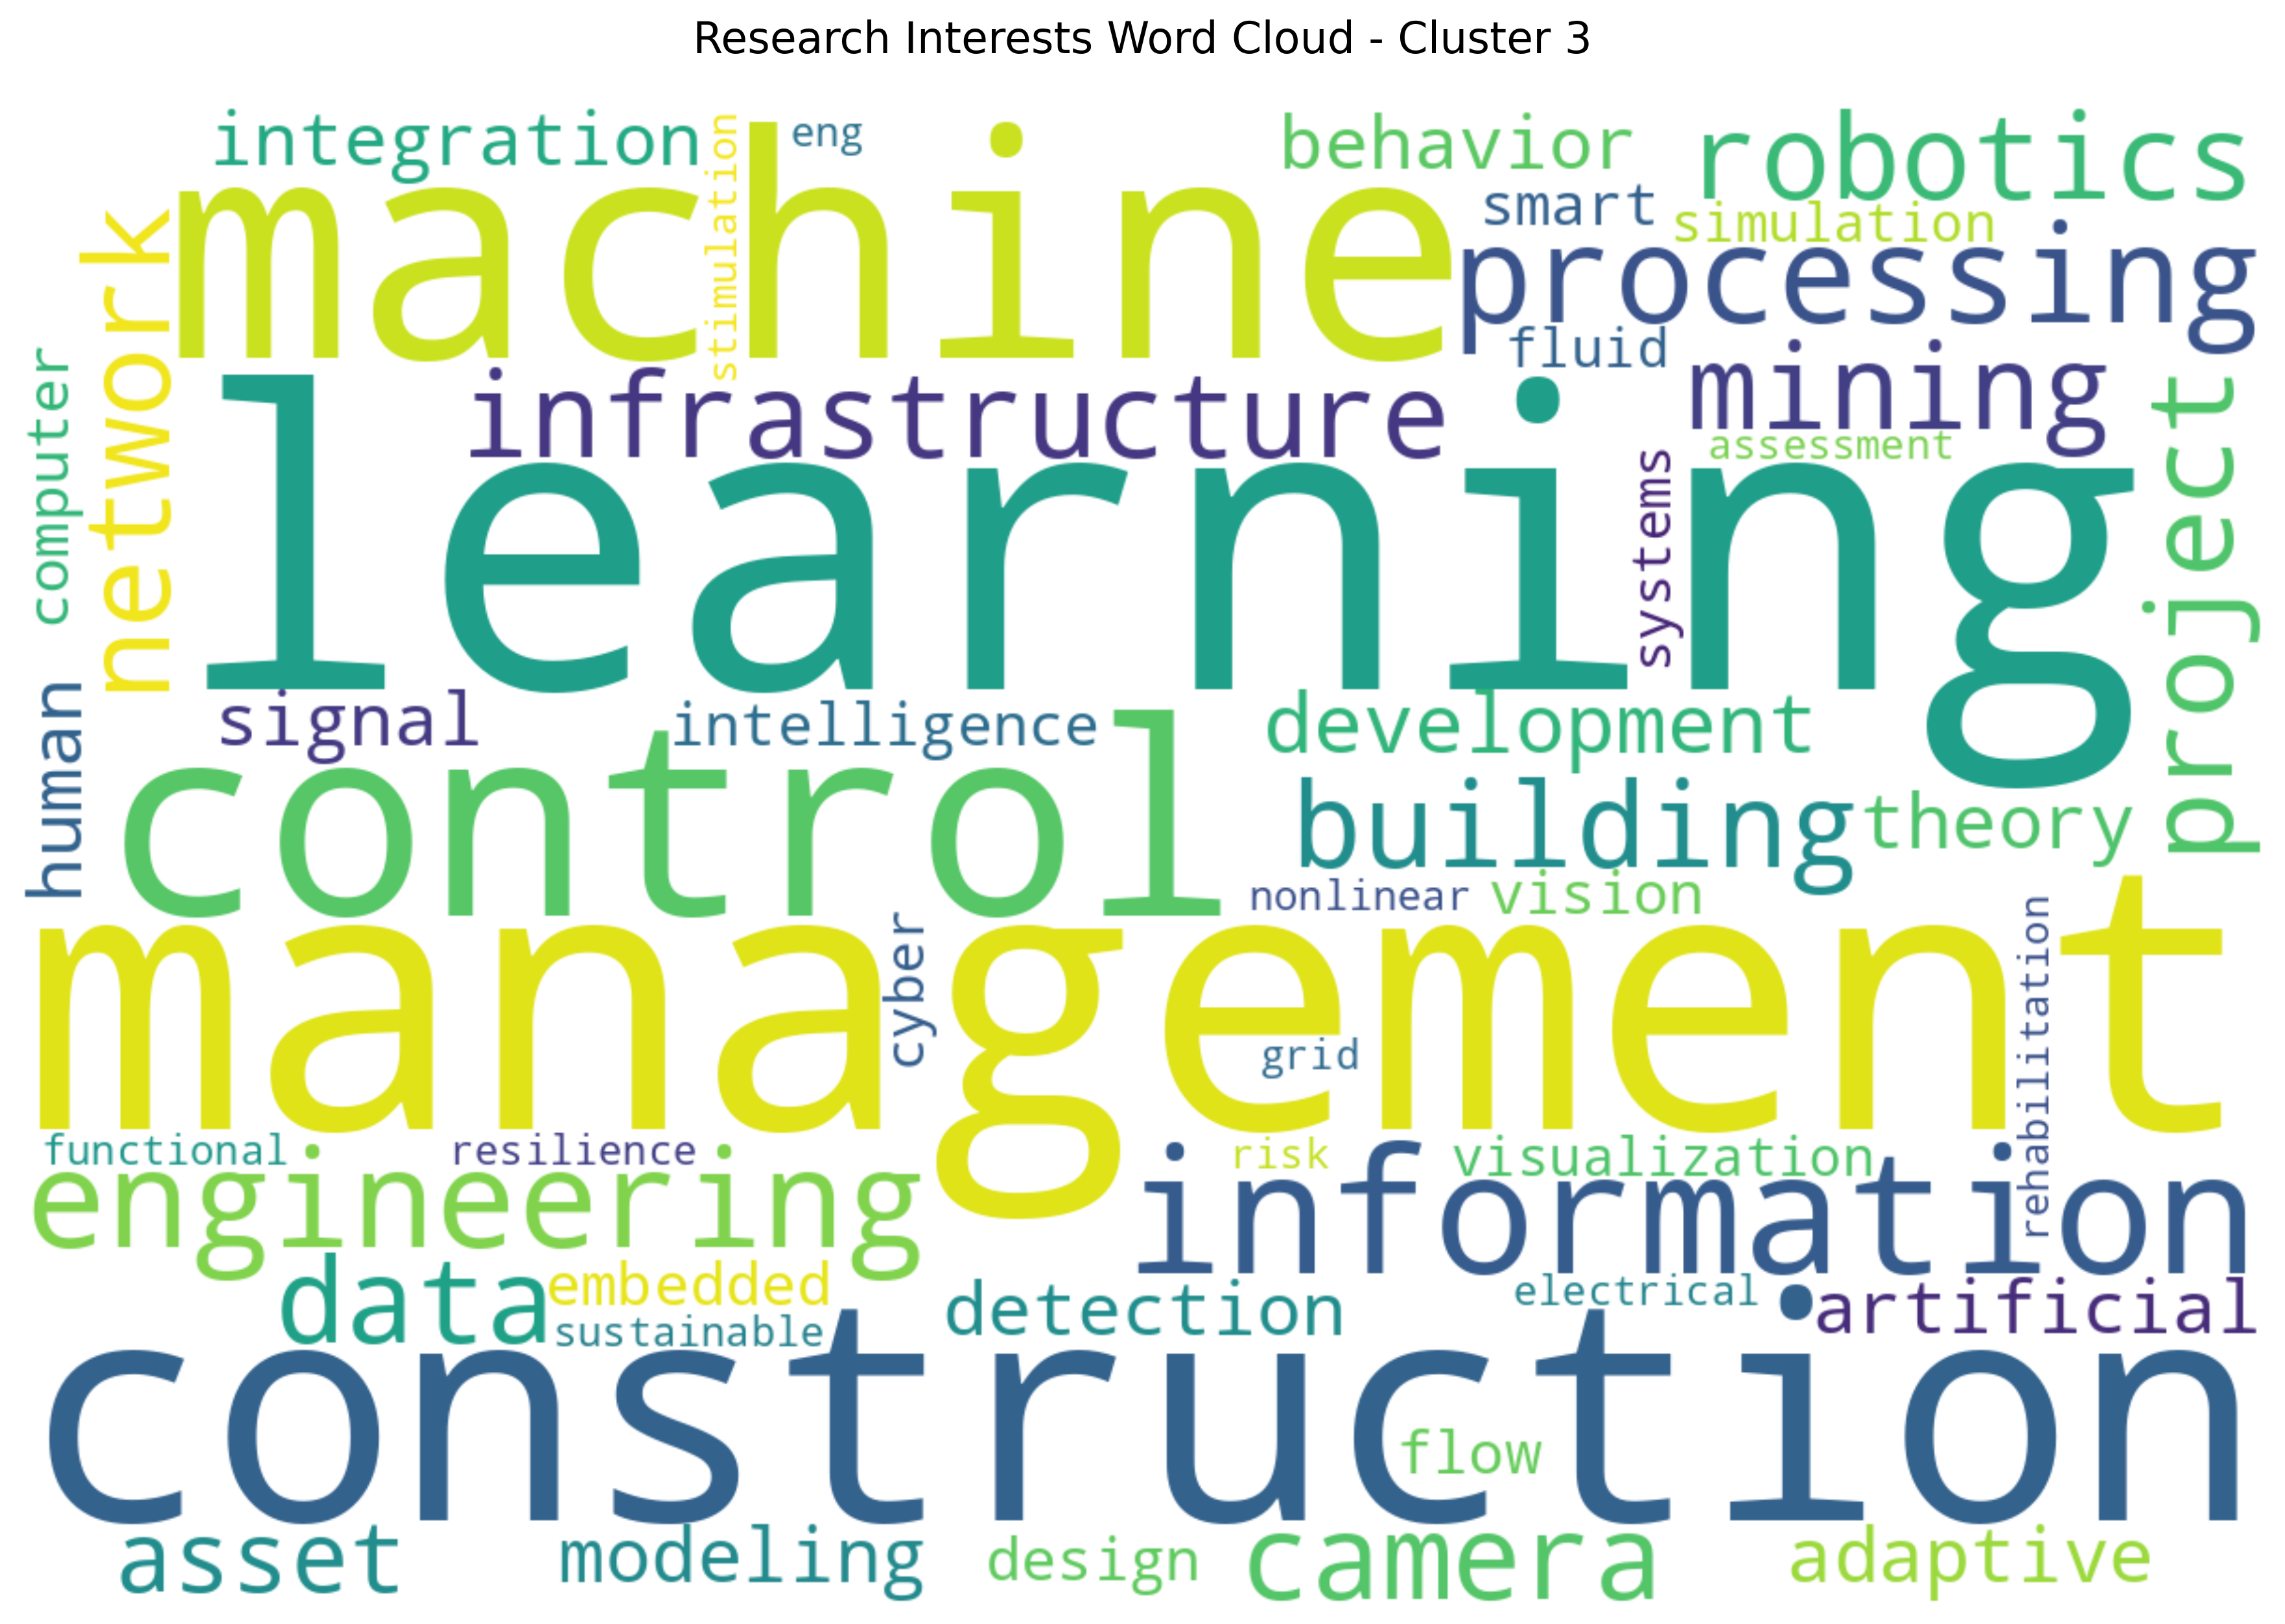 Research Interests Word Cloud - Cluster 3
integration
stimulation
eng
behavior
robotics
machine
smart
simulation
network
processing
fluid
computer
infrastructure
mining
assessment
project
learning
systems
human
signal
intelligence
development
control
building
theory
nonlinear
vision
management
cyber
grid
rehabilitation
functional
resilience
risk
visualization
engineering
information
data
embedded
sustainable
detection
electrical
artificial
construction
flow
asset
modeling
design
camera
adaptive